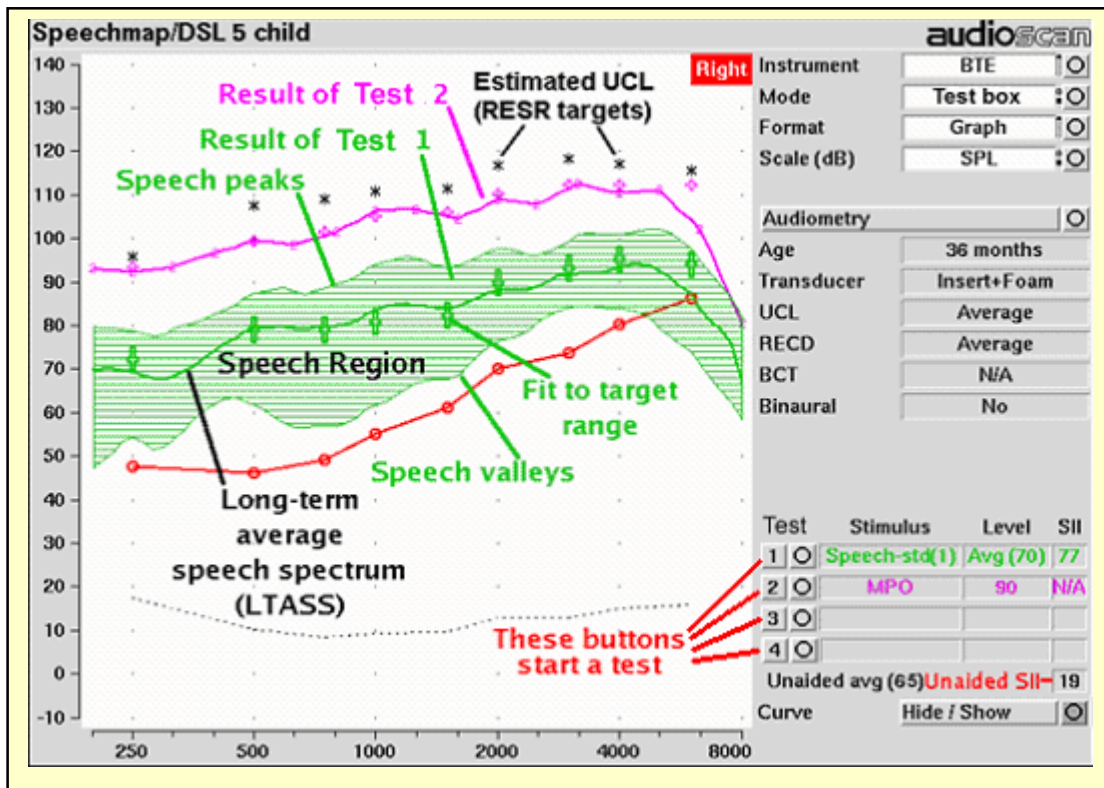 Speechmap/DSL 5 child
audioscan
140
130
120
110
100
90
80
70
60
50
40
30
20
10
0
-10
250
500
1000
2000
4000
8000
Right
Result of Test 2
Estimated UCL
(RESR targets)
Result of Test 1
Speech peaks
Speech Region
Fit to target
range
Speech valleys
Long-term
average
speech spectrum
(LTASS)
These buttons
start a test
Instrument BTE
Mode Test box
Format Graph
Scale (dB) SPL
Audiometry
Age 36 months
Transducer Insert+Foam
UCL Average
RECD Average
BCT N/A
Binaural No
Test Stimulus Level SII
1 Speech-std(1) Avg (70) 77
2 MPO 90 N/A
3
4
Unaided avg (65) Unaided SII 19
Curve Hide / Show